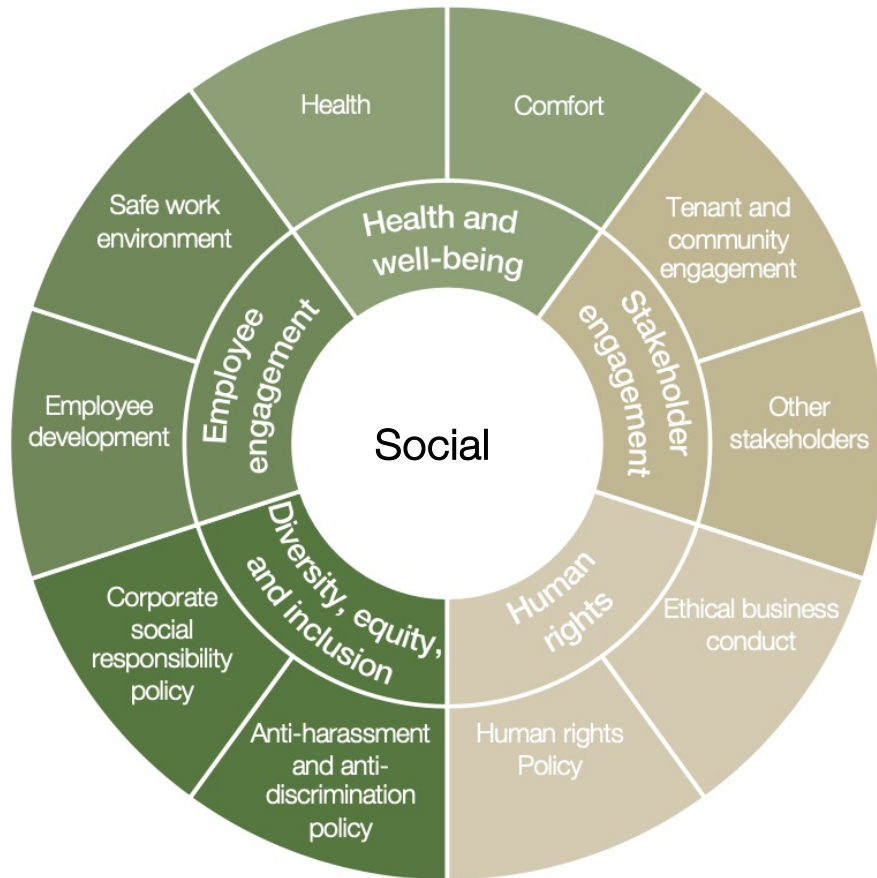 Health
Comfort
Health and
well-being
Safe work
environment
Employee
engagement
Employee
development
Tenant and
community
engagement
Stakeholder
engagement
Other
stakeholders
Social
Diversity, equity,
and inclusion
Corporate
social
responsibility
policy
Anti-harassment
and anti-
discrimination
policy
Human
rights
Ethical business
conduct
Human rights
Policy